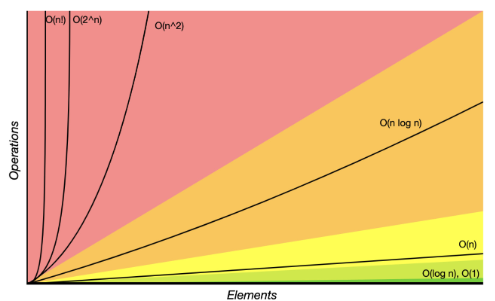 O(n!)
O(2^n)
O(n^2)
O(n log n)
O(n)
O(log n), O(1)
Operations
Elements